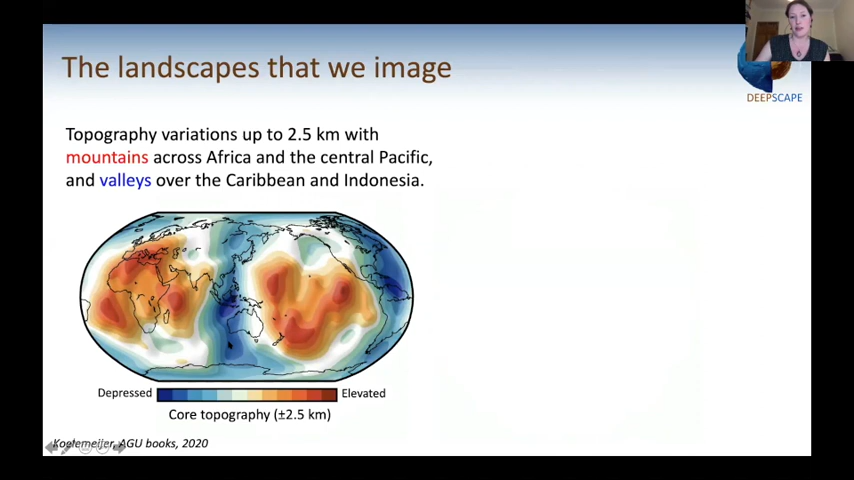 The landscapes that we image
DEEPSCAPE
Topography variations up to 2.5 km with
mountains across Africa and the central Pacific,
and valleys over the Caribbean and Indonesia.
Depressed
Elevated
Core topography (±2.5 km)
Koelemeijer, AGU books, 2020